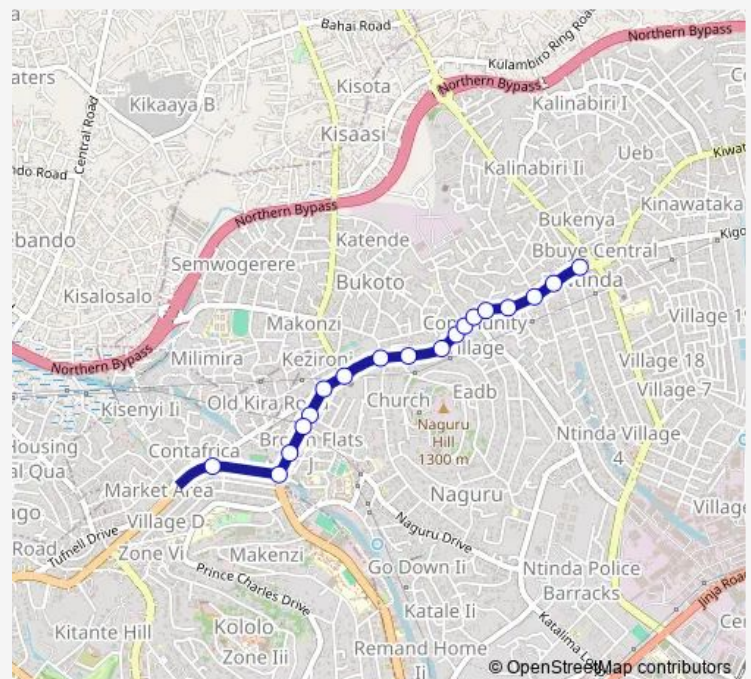 Bahai Road
Kulambiro Ring Road
Northern Bypass
aters
Kisota
Northern Bypass
Kikaaya B
Kalinabiri I
Central Road
Kisaasi
Ueb
Kiwat
ndo Road
Kalinabiri Ii
Kinawataka
Northern Bypass
Bukenya
Kigo
bando
Katende
Bbuye Central
Semwogerere
Ntinda
Kisalosalo
Bukoto
Village 1
Makonzi
Community
Village
Milimira
Northern Bypass
Village 18
Kisenyi Ii
Old Kira Road
Church
Eadb
Village 7
Naguru
Hill
1300 m
Housing
al Qua
Contafrica
Brown Flats
J
Ntinda Village
4
Market Area
Naguru
Village
ago
Village D
Road
Tufnell Drive
Zone Vi
Makenzi
Naguru Drive
Prince Charles Drive
Go Down Ii
Ntinda Police
Barracks
Jinja Road
Kitante Hill
Kololo
Zone Iii
Katale Ii
Remand Home
Ii
© OpenStreetMap contributors